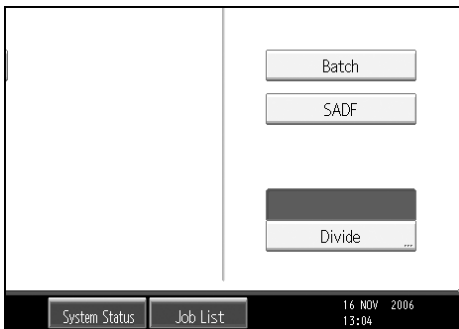 Batch
SADF
Divide
System Status Job List 16 NOV 2006
13:04